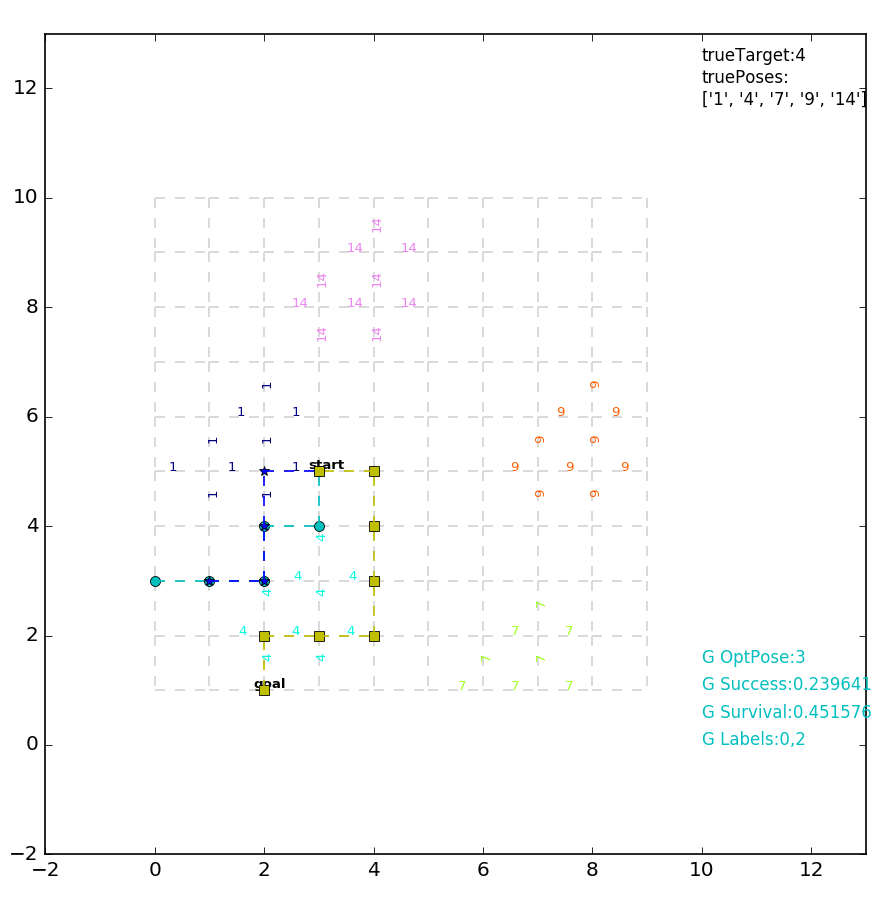 12
trueTarget:4
truePoses:
['1', '4', '7', '9', '14']
10
14
14 14
14 14
14 14 14
8
14 14
1 9
6
1 1 9 9
1 1 9 9
1 1 1 start 9 9 9
1 1 9 9
4
4
4 4
4 4 7
2
4 4 4 7 7
4 4 7 7
G OptPose:3
goal 7 7 7
G Success:0.239641
G Survival:0.451576
0
G Labels:0,2
−2
−2 0 2 4 6 8 10 12